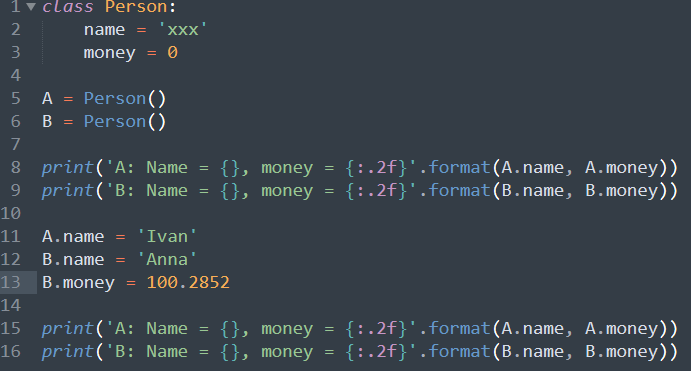 1 class Person:
2     name = 'xxx'
3     money = 0
4
5 A = Person()
6 B = Person()
7
8 print('A: Name = {}, money = {:.2f}'.format(A.name, A.money))
9 print('B: Name = {}, money = {:.2f}'.format(B.name, B.money))
10
11 A.name = 'Ivan'
12 B.name = 'Anna'
13 B.money = 100.2852
14
15 print('A: Name = {}, money = {:.2f}'.format(A.name, A.money))
16 print('B: Name = {}, money = {:.2f}'.format(B.name, B.money))